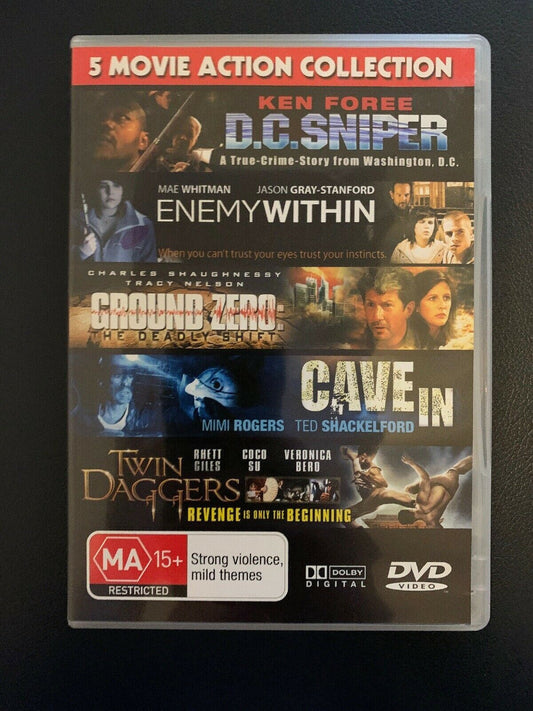 5 MOVIE ACTION COLLECTION
KEN FOREE
D.C. SNIPER
A True-Crime-Story from Washington, D.C.
MAE WHITMAN JASON GRAY-STANFORD
ENEMY WITHIN
When you can't trust your eyes trust your instincts.
CHARLES SHAUGHNESSY
TRACY NELSON
GROUND ZERO:
THE DEADLY SHIFT
CAVE IN
MIMI ROGERS TED SHACKELFORD
TWIN DAGGERS
RHETT GILES COCO SU VERONICA BERO
REVENGE IS ONLY THE BEGINNING
MA 15+
RESTRICTED
Strong violence,
mild themes
DOLBY
DIGITAL
DVD
VIDEO